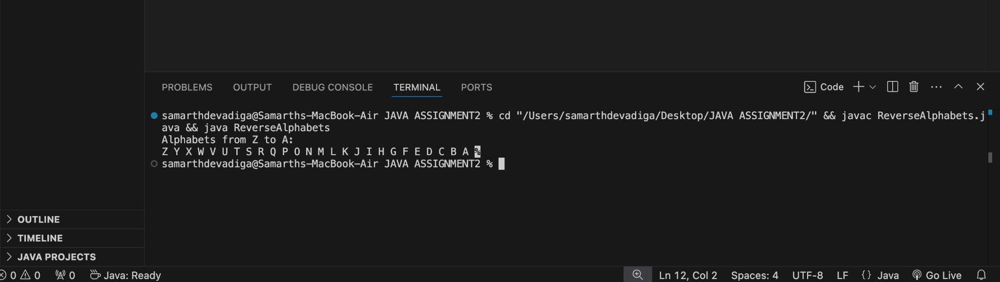 PROBLEMS OUTPUT DEBUG CONSOLE TERMINAL PORTS Code
samarthdevadiga@Samarths-MacBook-Air JAVA ASSIGNMENT2 % cd "/Users/samarthdevadiga/Desktop/JAVA ASSIGNMENT2/" && javac ReverseAlphabets.j
ava && java ReverseAlphabets
Alphabets from Z to A:
Z Y X W V U T S R Q P O N M L K J I H G F E D C B A %
samarthdevadiga@Samarths-MacBook-Air JAVA ASSIGNMENT2 %
OUTLINE
TIMELINE
JAVA PROJECTS
0 0 0 Java: Ready Ln 12, Col 2 Spaces: 4 UTF-8 LF {} Java Go Live